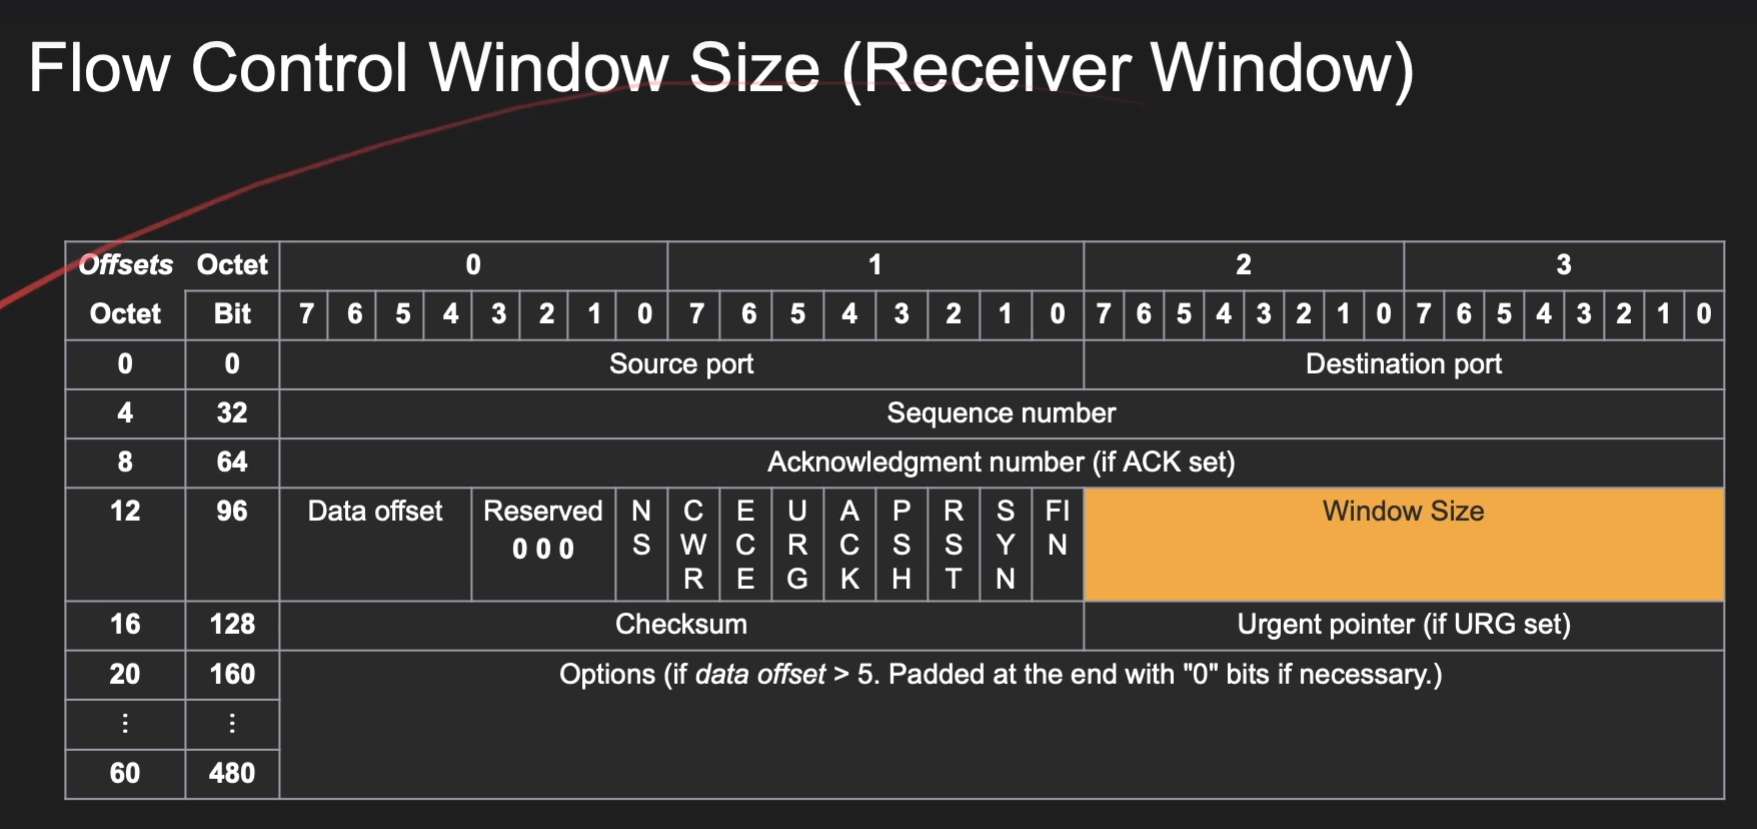 Flow Control Window Size (Receiver Window)
Offsets Octet 0 1 2 3
Octet Bit 7 6 5 4 3 2 1 0 7 6 5 4 3 2 1 0 7 6 5 4 3 2 1 0 7 6 5 4 3 2 1 0
0 0 Source port Destination port
4 32 Sequence number
8 64 Acknowledgment number (if ACK set)
12 96 Data offset Reserved 0 0 0 NS CWR ECE URG ACK PSH RST SYN FIN Window Size
16 128 Checksum Urgent pointer (if URG set)
20 160 Options (if data offset > 5. Padded at the end with "0" bits if necessary.)
⋮ ⋮
60 480